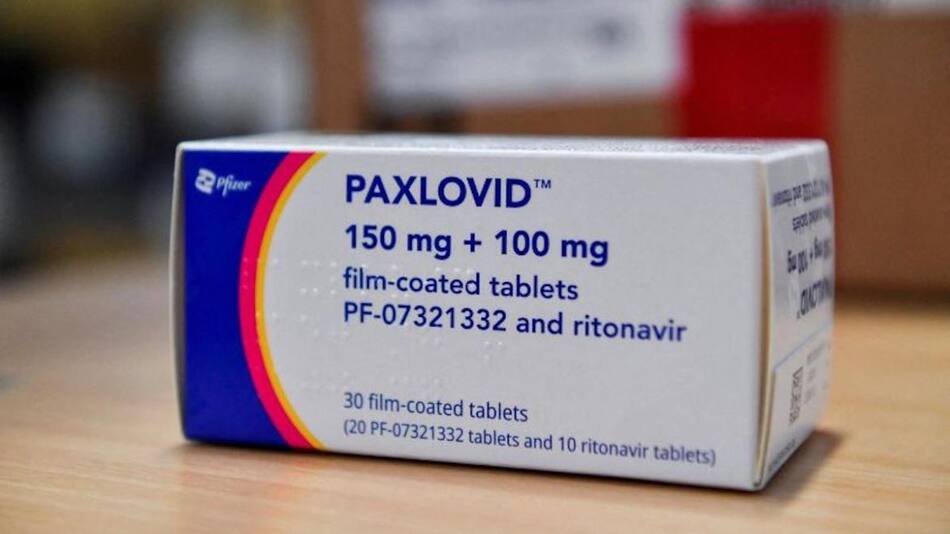 Pfizer
PAXLOVID™
150 mg + 100 mg
film-coated tablets
PF-07321332 and ritonavir
30 film-coated tablets
(20 PF-07321332 tablets and 10 ritonavir tablets)